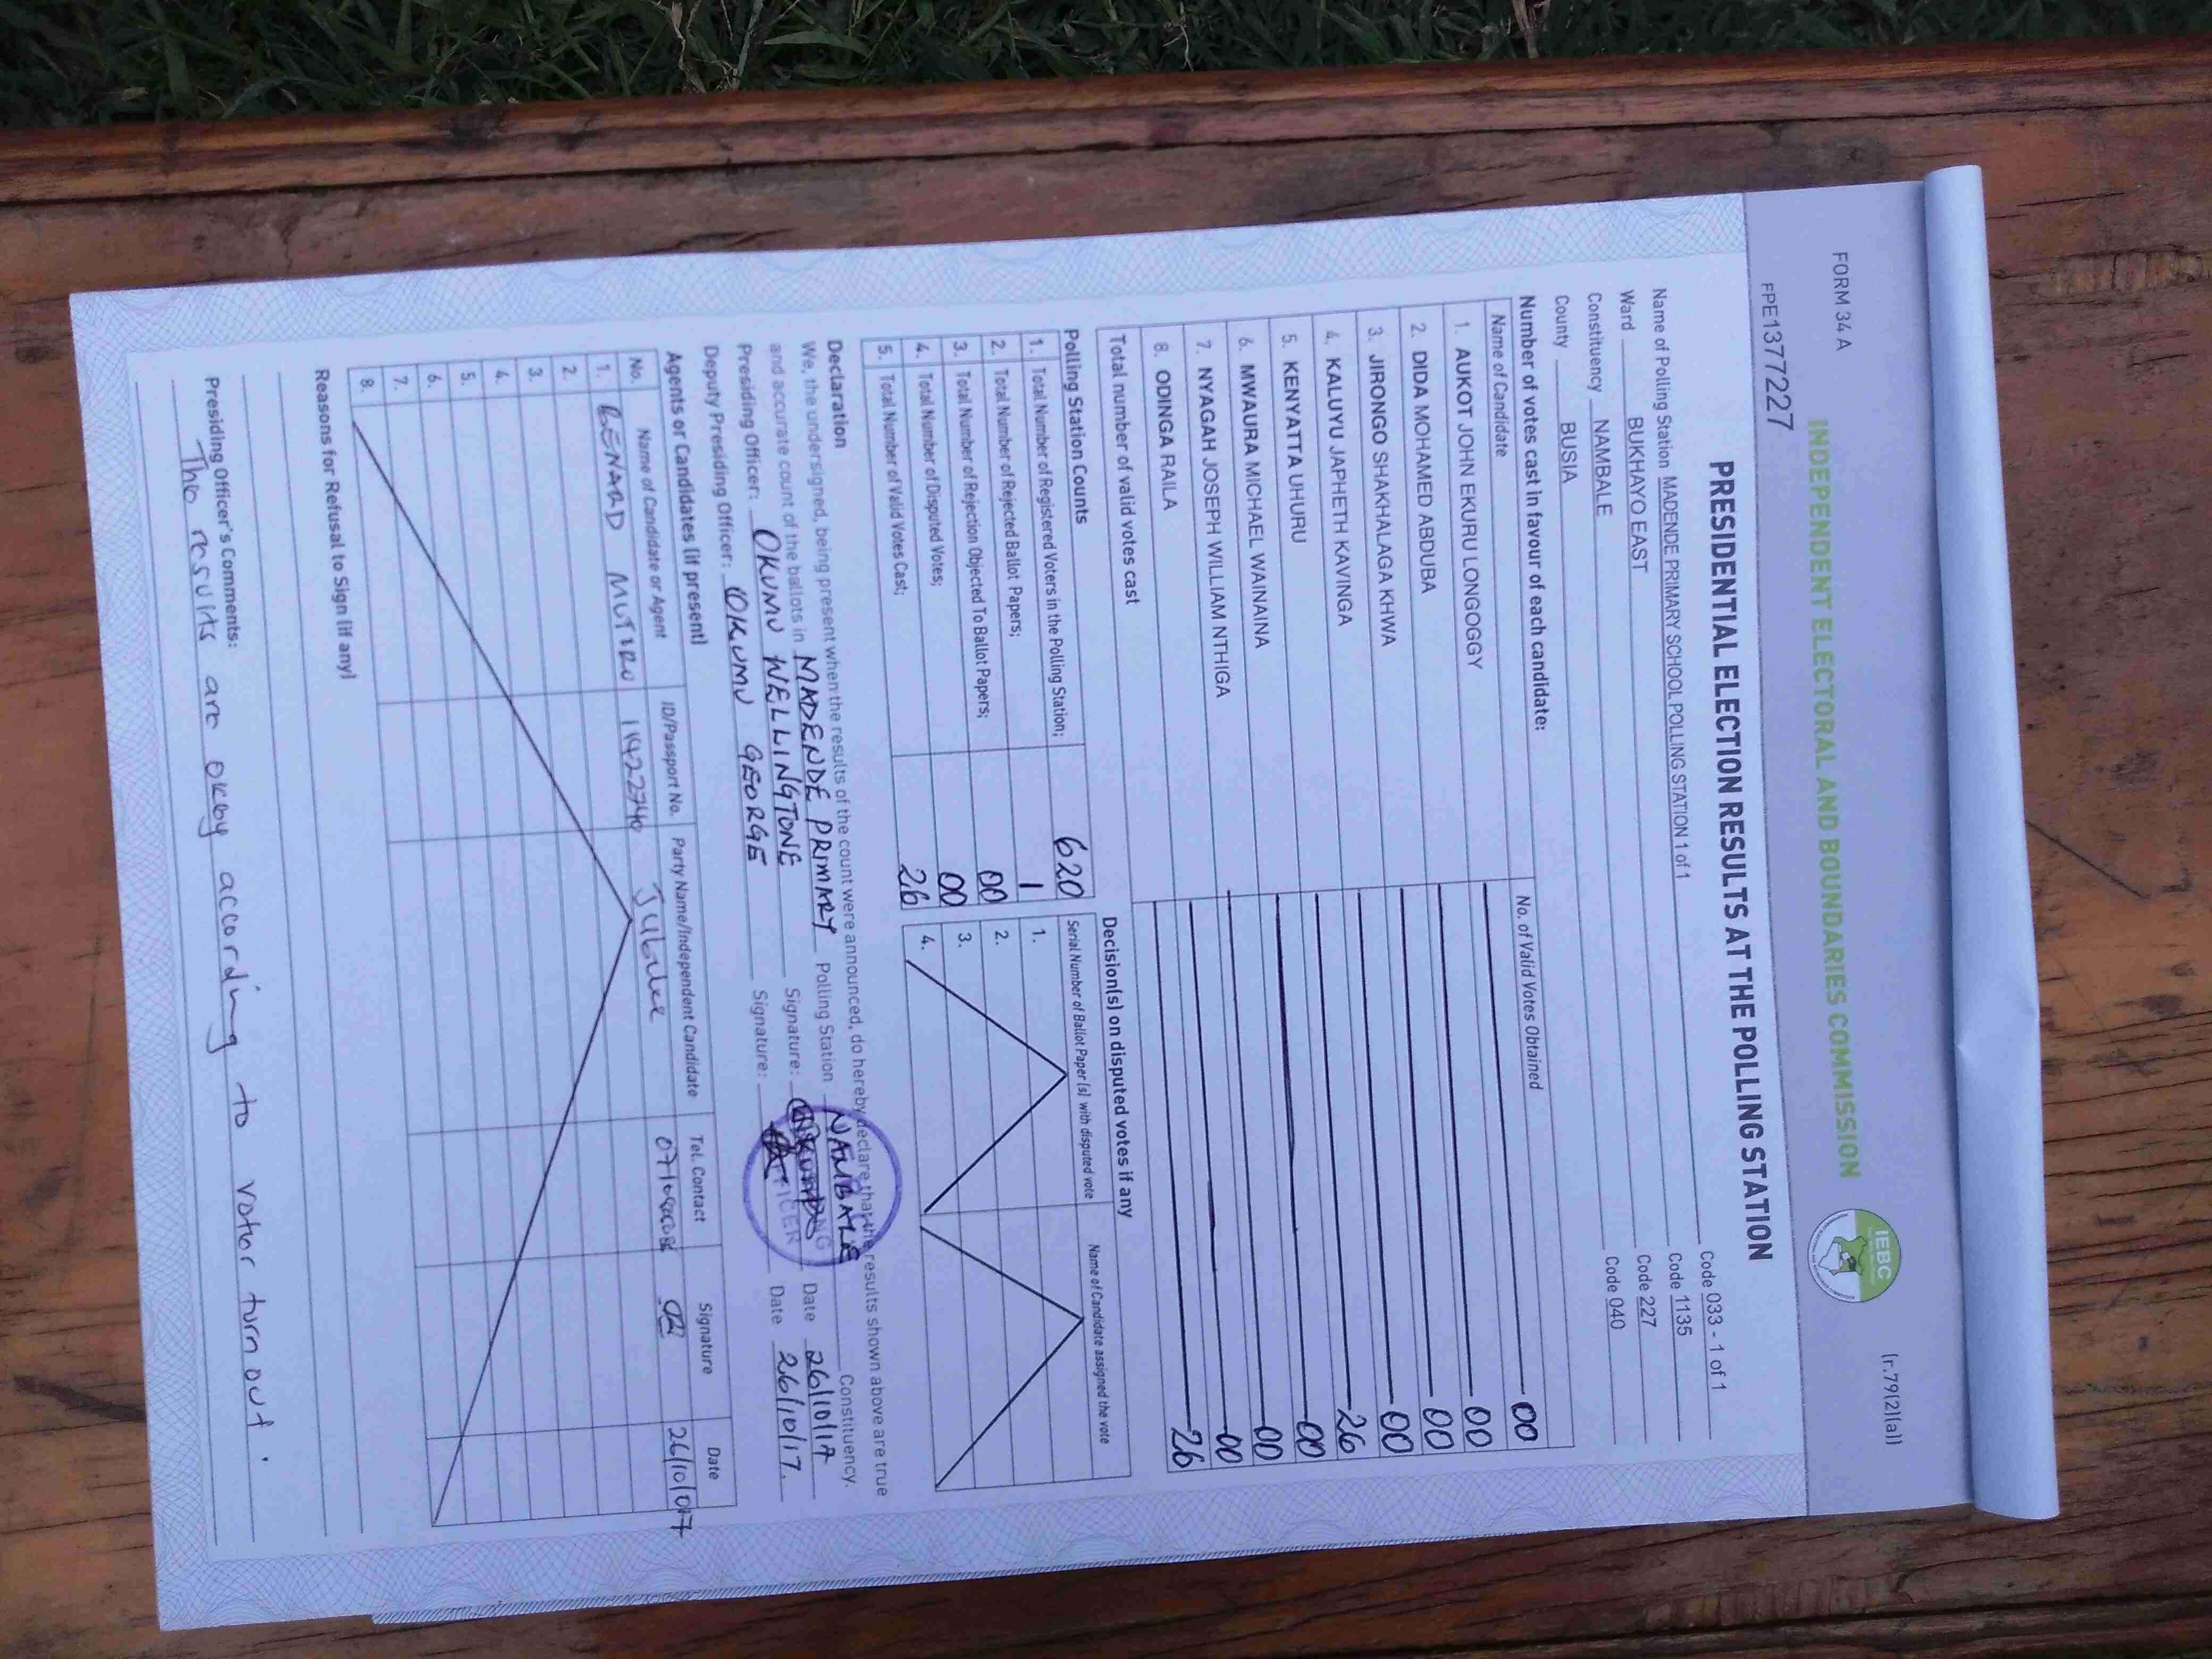 FORM 34 A
(r.79(2)(a))
INDEPENDENT ELECTORAL AND BOUNDARIES COMMISSION
IEBC
FPE1377227
PRESIDENTIAL ELECTION RESULTS AT THE POLLING STATION
Name of Polling Station MADENDE PRIMARY SCHOOL POLLING STATION 1 of 1 Code 033 - 1 of 1
Ward BUKHAYO EAST Code 1135
Constituency NAMBALE Code 227
County BUSIA Code 040
Number of votes cast in favour of each candidate:
Name of Candidate No. of Valid Votes Obtained
1. AUKOT JOHN EKURU LONGOGGY 00
2. DIDA MOHAMED ABDUBA 00
3. JIRONGO SHAKHALAGA KHWA 00
4. KALUYU JAPHETH KAVINGA 00
5. KENYATTA UHURU 26
6. MWAURA MICHAEL WAINAINA 00
7. NYAGAH JOSEPH WILLIAM NTHIGA 00
8. ODINGA RAILA 00
Total number of valid votes cast 26
Polling Station Counts Decision(s) on disputed votes if any
1. Total Number of Registered Voters in the Polling Station; 620 Serial Number of Ballot Paper (s) with disputed vote Name of Candidate assigned the vote
2. Total Number of Rejected Ballot Papers; 1 1.
3. Total Number of Rejection Objected To Ballot Papers; 00 2.
4. Total Number of Disputed Votes; 00 3.
5. Total Number of Valid Votes Cast; 26 4.
Declaration
We, the undersigned, being present when the results of the count were announced, do hereby declare that the results shown above are true
and accurate count of the ballots in MADENDE PRIMARY Polling Station NAMBALE Constituency.
Presiding Officer: OKUMU WELLINGTONE Signature: Date 26/10/17
Deputy Presiding Officer: OKUMU GEORGE Signature: Date 26/10/17.
Agents or Candidates (if present)
No. Name of Candidate or Agent ID/Passport No. Party Name/Independent Candidate Tel. Contact Signature Date
1. BENARD MUTIRO 11422740 Jubilee 26/10/017
2.
3.
4.
5.
6.
7.
8.
Reasons for Refusal to Sign (if any)
Presiding Officer's Comments:
The results are okay according to votor turn out.